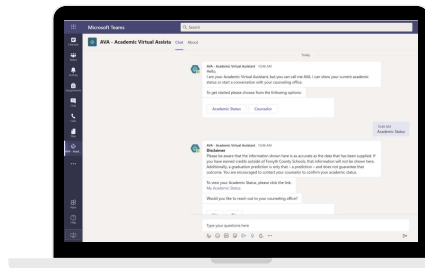 Microsoft Teams
Search
AVA - Academic Virtual Assista
Chat
About
Today
AVA - Academic Virtual Assistant
Hello,
I am your Academic Virtual Assistant, but you can call me AVA. I can show your current academic
status or start a conversation with your counseling office.
To get started please choose from the following options:
Academic Status
Counselor
Academic Status
AVA - Academic Virtual Assistant
Disclaimer
Please be aware that the information shown here is as accurate as the data that has been supplied. If
you have earned credits outside of Forsyth County Schools, that information will not be shown here.
Additionally, a graduation prediction is only that - a prediction - and does not guarantee that
outcome. You are encouraged to contact your counselor to confirm your academic status.
To view your Academic Status, please click the link:
My Academic Status
Would you like to reach out to your counseling office?
Type your questions here